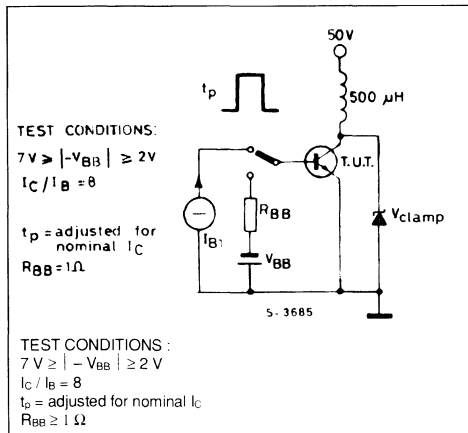 50V
500 µH
tp
TEST CONDITIONS:
7V ⩾ |-VBB| ≥ 2V
IC/IB = 8
T.U.T.
Vclamp
RBB
tp = adjusted for
nominal IC
RBB = 1Ω
IB1
VBB
S-3685
TEST CONDITIONS :
7 V ≥ | – VBB | ≥ 2 V
IC / IB = 8
tp = adjusted for nominal IC
RBB ≥ 1 Ω